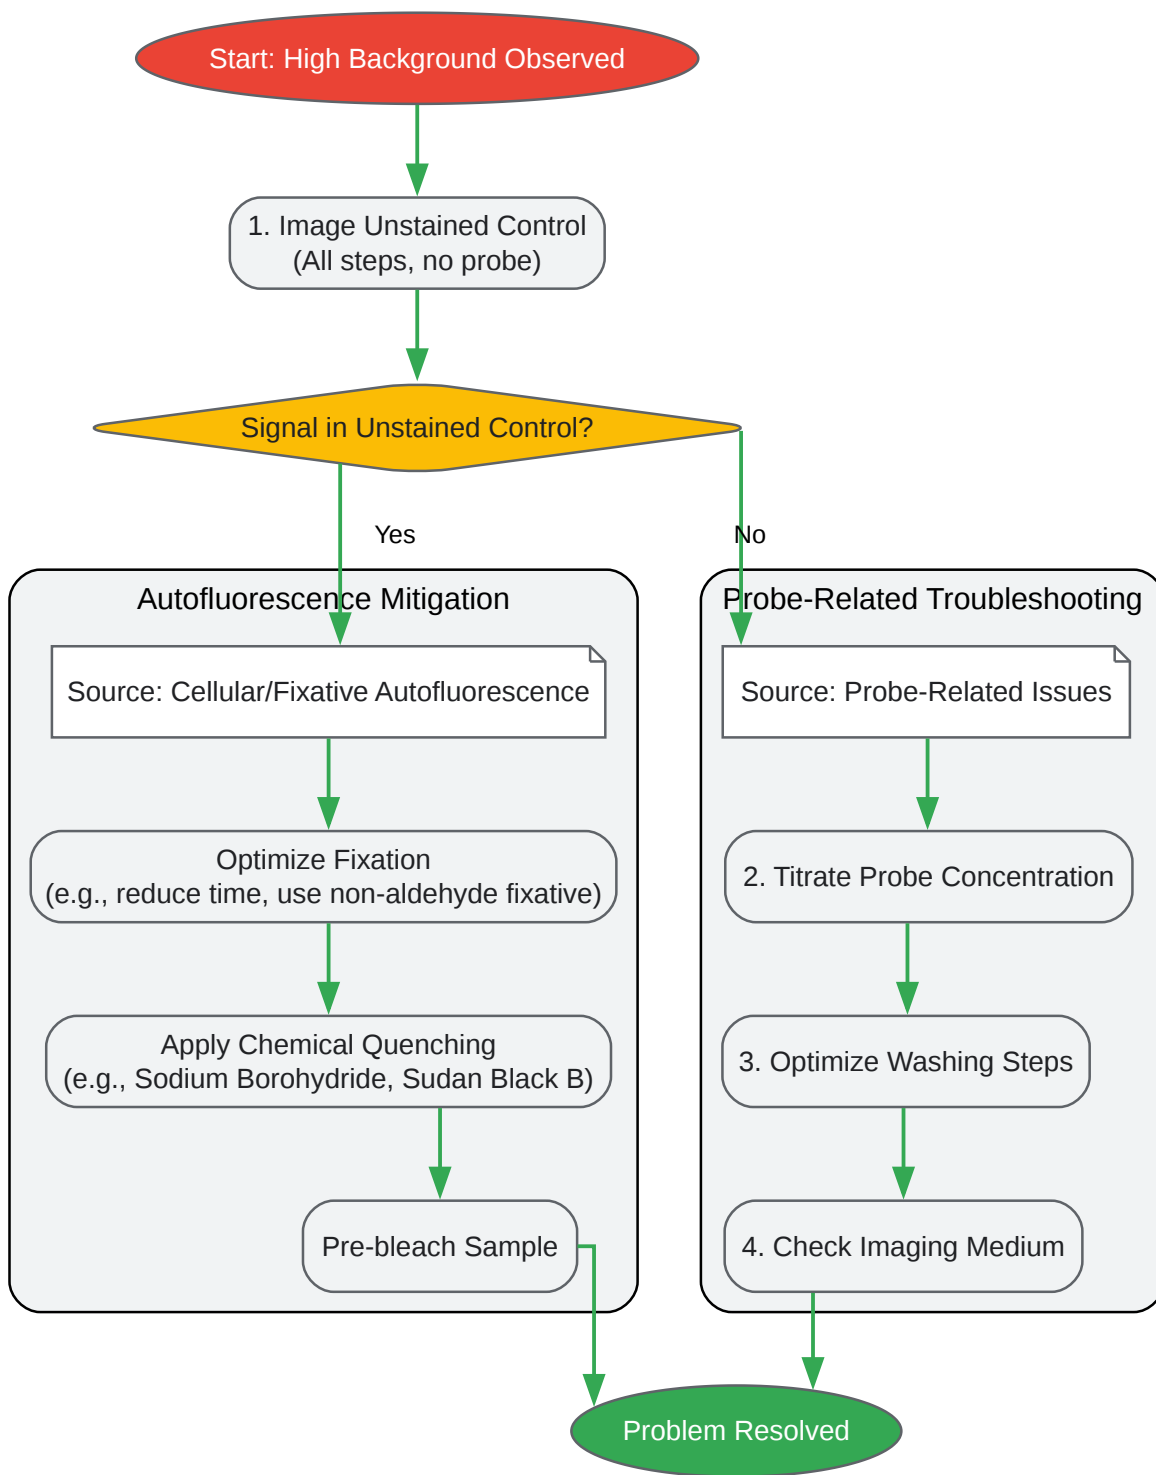 Start: High Background Observed
1. Image Unstained Control
(All steps, no probe)
Signal in Unstained Control?
Yes
No
Autofluorescence Mitigation
Source: Cellular/Fixative Autofluorescence
Optimize Fixation
(e.g., reduce time, use non-aldehyde fixative)
Apply Chemical Quenching
(e.g., Sodium Borohydride, Sudan Black B)
Pre-bleach Sample
Probe-Related Troubleshooting
Source: Probe-Related Issues
2. Titrate Probe Concentration
3. Optimize Washing Steps
4. Check Imaging Medium
Problem Resolved